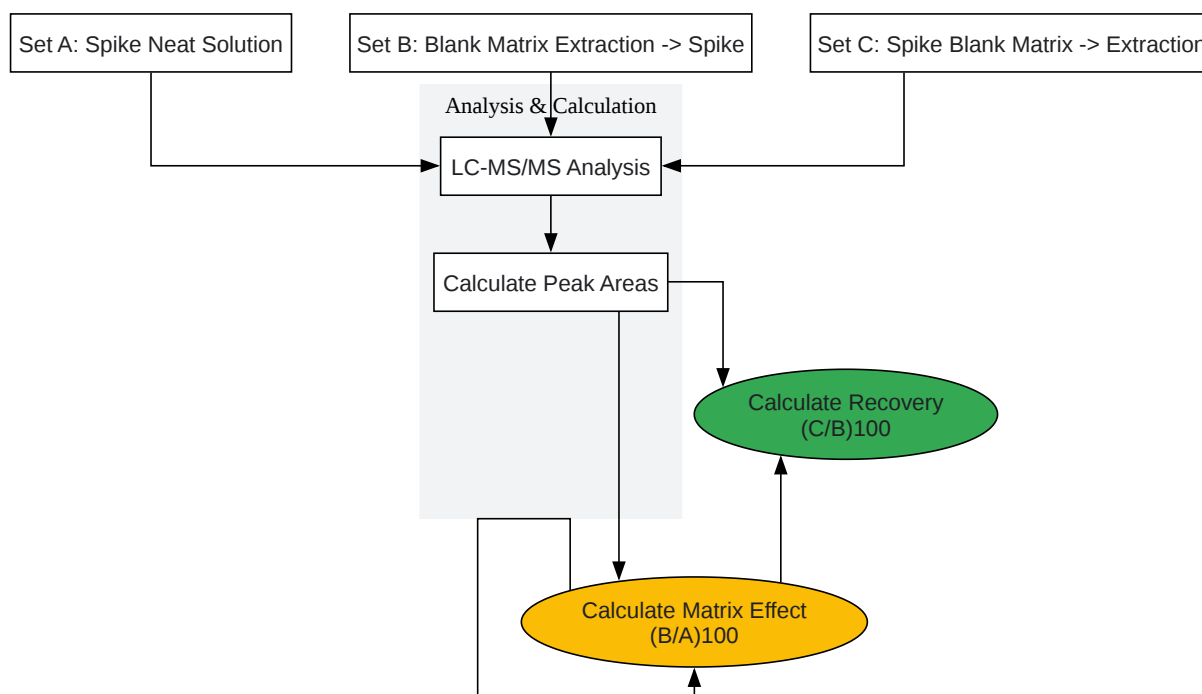 Set A: Spike Neat Solution
Set B: Blank Matrix Extraction -> Spike
Set C: Spike Blank Matrix -> Extraction
Analysis & Calculation
LC-MS/MS Analysis
Calculate Peak Areas
Calculate Recovery
(C/B)100
Calculate Matrix Effect
(B/A)100